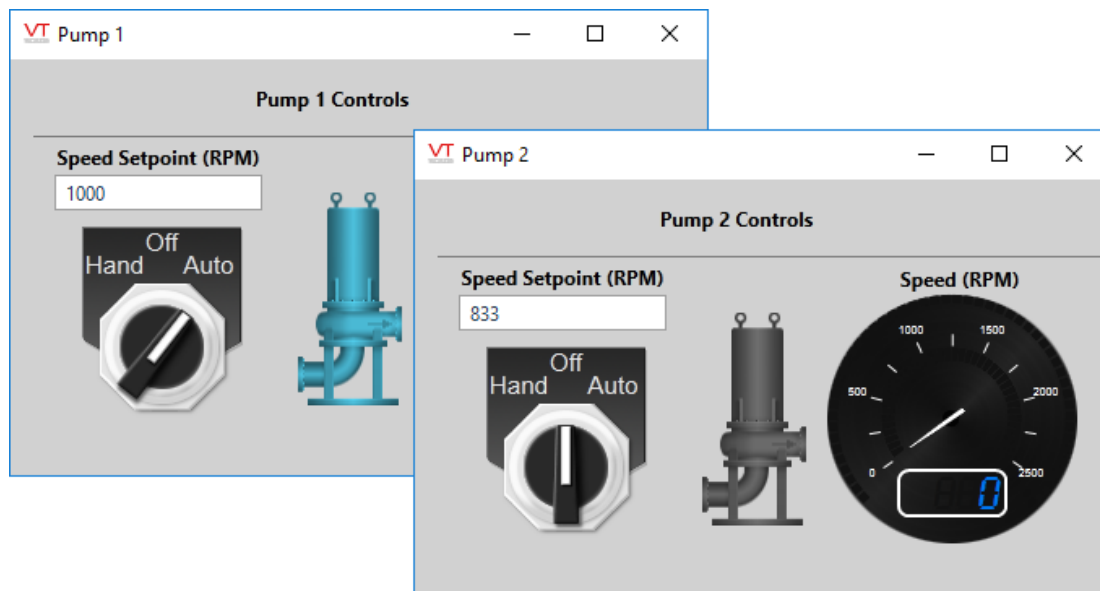 VT Pump 1
Pump 1 Controls
Speed Setpoint (RPM)
1000
Off
Hand Auto
VT Pump 2
Pump 2 Controls
Speed Setpoint (RPM)
833
Off
Hand Auto
Speed (RPM)
1000 1500
500 2000
0 2500
0